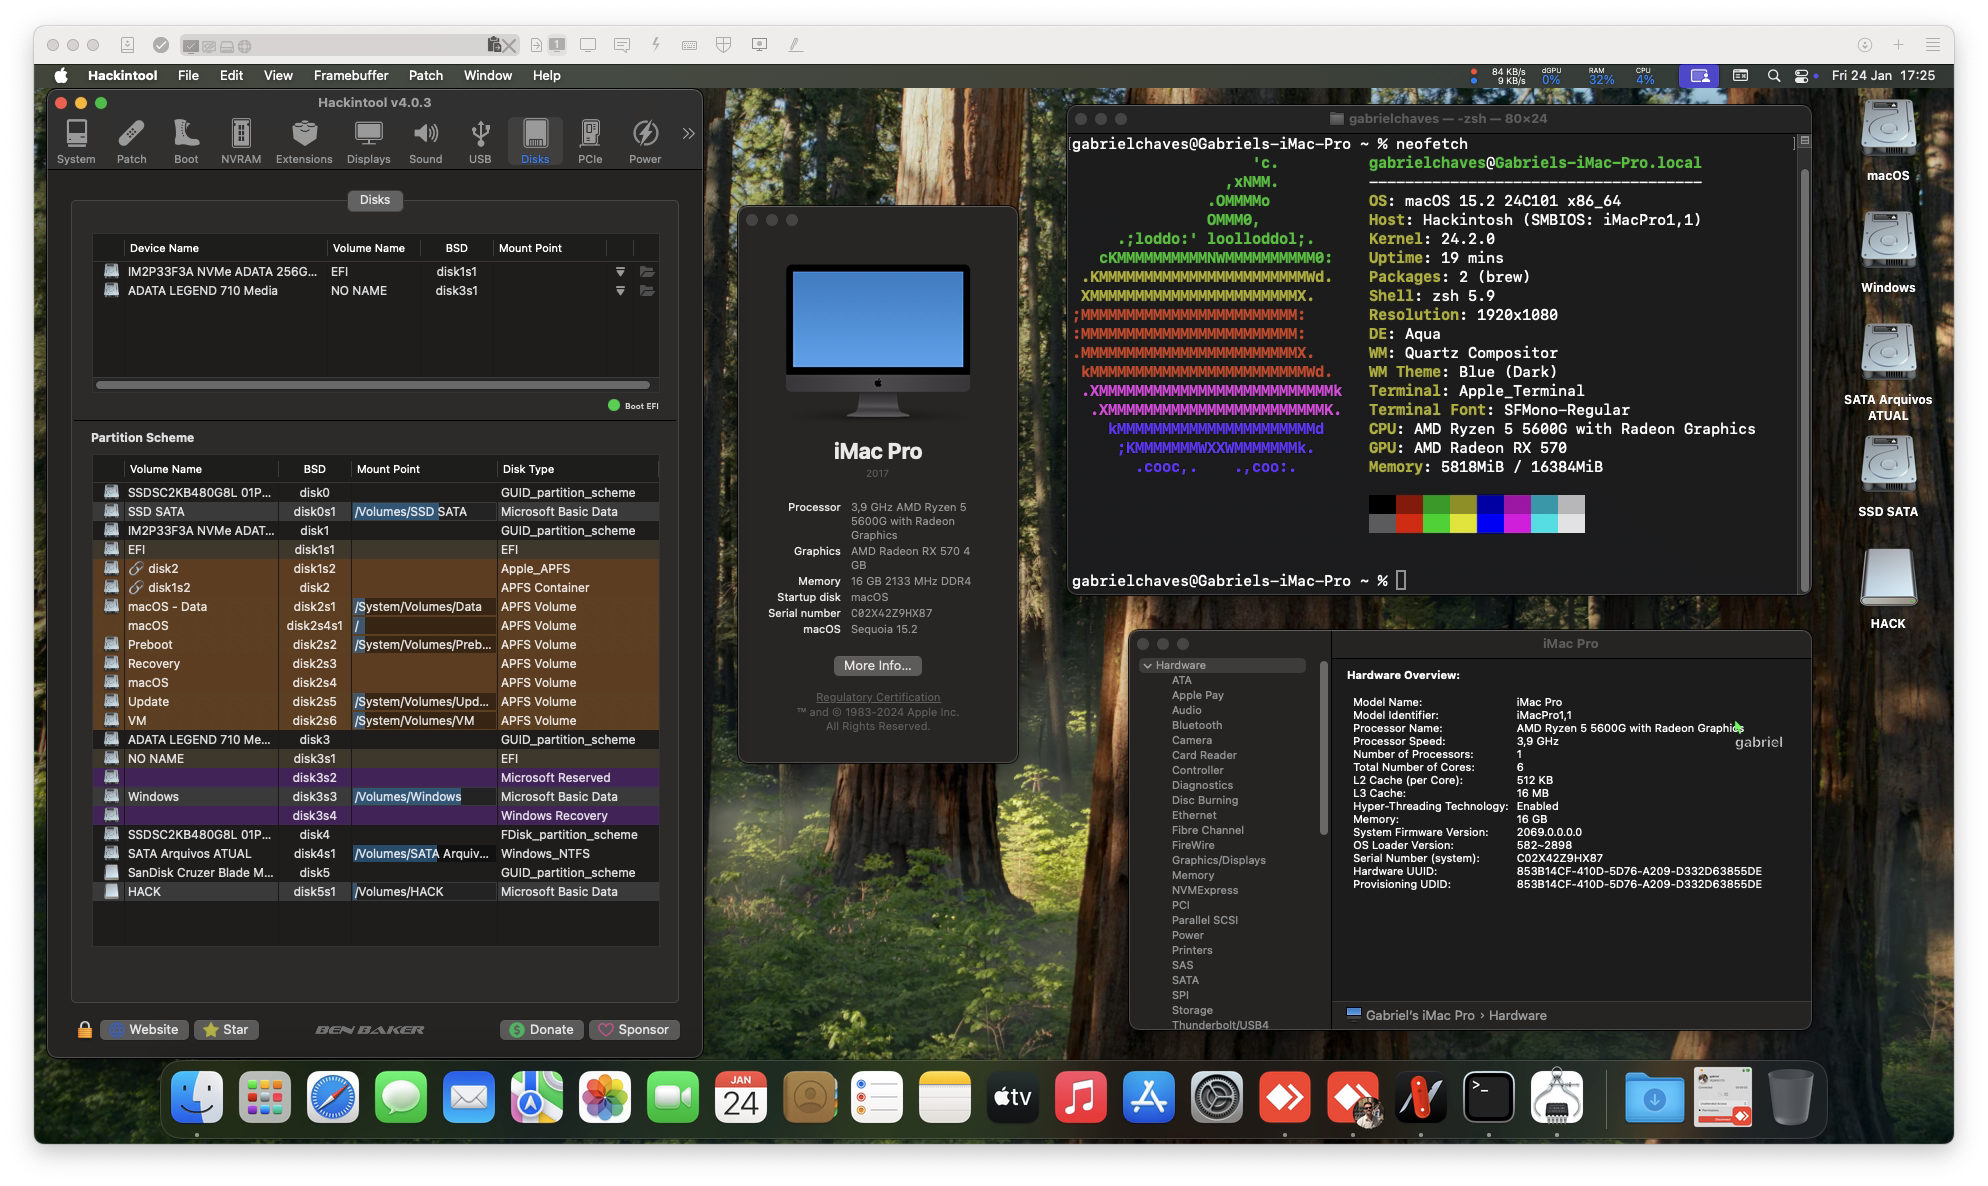 1
Hackintool File Edit View Framebuffer Patch Window Help
84 KB/s
9 KB/s
dGPU
0%
RAM
32%
CPU
4%
Fri 24 Jan 17:25
Hackintool v4.0.3
System Patch Boot NVRAM Extensions Displays Sound USB Disks PCIe Power
Disks
Device Name Volume Name BSD Mount Point
IM2P33F3A NVMe ADATA 256G... EFI disk1s1
ADATA LEGEND 710 Media NO NAME disk3s1
Boot EFI
Partition Scheme
Volume Name BSD Mount Point Disk Type
SSDSC2KB480G8L 01P... disk0 GUID_partition_scheme
SSD SATA disk0s1 /Volumes/SSD SATA Microsoft Basic Data
IM2P33F3A NVMe ADAT... disk1 GUID_partition_scheme
EFI disk1s1 EFI
disk2 disk1s2 Apple_APFS
disk1s2 disk2 APFS Container
macOS - Data disk2s1 /System/Volumes/Data APFS Volume
macOS disk2s4s1 / APFS Volume
Preboot disk2s2 /System/Volumes/Preb... APFS Volume
Recovery disk2s3 APFS Volume
macOS disk2s4 APFS Volume
Update disk2s5 /System/Volumes/Upd... APFS Volume
VM disk2s6 /System/Volumes/VM APFS Volume
ADATA LEGEND 710 Me... disk3 GUID_partition_scheme
NO NAME disk3s1 EFI
disk3s2 Microsoft Reserved
Windows disk3s3 /Volumes/Windows Microsoft Basic Data
disk3s4 Windows Recovery
SSDSC2KB480G8L 01P... disk4 FDisk_partition_scheme
SATA Arquivos ATUAL disk4s1 /Volumes/SATA Arquiv... Windows_NTFS
SanDisk Cruzer Blade M... disk5 GUID_partition_scheme
HACK disk5s1 /Volumes/HACK Microsoft Basic Data
Website Star BEN BAKER Donate Sponsor
iMac Pro
2017
Processor 3,9 GHz AMD Ryzen 5
5600G with Radeon
Graphics
Graphics AMD Radeon RX 570 4
GB
Memory 16 GB 2133 MHz DDR4
Startup disk macOS
Serial number C02X42Z9HX87
macOS Sequoia 15.2
More Info...
Regulatory Certification
™ and © 1983-2024 Apple Inc.
All Rights Reserved.
gabrielchaves — -zsh — 80×24
[gabrielchaves@Gabriels-iMac-Pro ~ % neofetch ]
'c. gabrielchaves@Gabriels-iMac-Pro.local
,xNMM. -------------------------------------
.OMMMMo OS: macOS 15.2 24C101 x86_64
OMMM0, Host: Hackintosh (SMBIOS: iMacPro1,1)
.;loddo:' loolloddol;. Kernel: 24.2.0
cKMMMMMMMMMMNWMMMMMMMMMM0: Uptime: 19 mins
.KMMMMMMMMMMMMMMMMMMMMMMMWd. Packages: 2 (brew)
XMMMMMMMMMMMMMMMMMMMMMMMX. Shell: zsh 5.9
;MMMMMMMMMMMMMMMMMMMMMMMM: Resolution: 1920x1080
:MMMMMMMMMMMMMMMMMMMMMMMM: DE: Aqua
.MMMMMMMMMMMMMMMMMMMMMMMMX. WM: Quartz Compositor
kMMMMMMMMMMMMMMMMMMMMMMMMWd. WM Theme: Blue (Dark)
.XMMMMMMMMMMMMMMMMMMMMMMMMMMk Terminal: Apple_Terminal
.XMMMMMMMMMMMMMMMMMMMMMMMMK. Terminal Font: SFMono-Regular
kMMMMMMMMMMMMMMMMMMMMMMd CPU: AMD Ryzen 5 5600G with Radeon Graphics
;KMMMMMMMWXXWMMMMMMMk. GPU: AMD Radeon RX 570
.cooc,. .,coo:. Memory: 5818MiB / 16384MiB
gabrielchaves@Gabriels-iMac-Pro ~ %
iMac Pro
Hardware
ATA
Apple Pay
Audio
Bluetooth
Camera
Card Reader
Controller
Diagnostics
Disc Burning
Ethernet
Fibre Channel
FireWire
Graphics/Displays
Memory
NVMExpress
PCI
Parallel SCSI
Power
Printers
SAS
SATA
SPI
Storage
Thunderbolt/USB4
Hardware Overview:
Model Name: iMac Pro
Model Identifier: iMacPro1,1
Processor Name: AMD Ryzen 5 5600G with Radeon Graphics
Processor Speed: 3,9 GHz
Number of Processors: 1
Total Number of Cores: 6
L2 Cache (per Core): 512 KB
L3 Cache: 16 MB
Hyper-Threading Technology: Enabled
Memory: 16 GB
System Firmware Version: 2069.0.0.0.0
OS Loader Version: 582~2898
Serial Number (system): C02X42Z9HX87
Hardware UUID: 853B14CF-410D-5D76-A209-D332D63855DE
Provisioning UDID: 853B14CF-410D-5D76-A209-D332D63855DE
gabriel
Gabriel's iMac Pro › Hardware
macOS
Windows
SATA Arquivos
ATUAL
SSD SATA
HACK
JAN
24
tv
>_